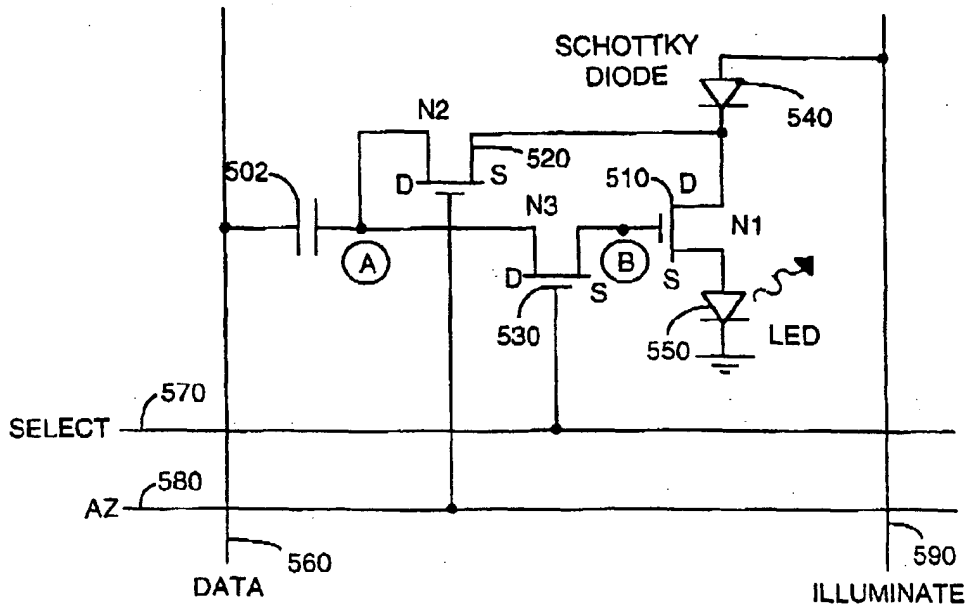 SCHOTTKY
DIODE
540
N2
502
520
D
S
510
D
N3
N1
A
B
D
S
S
530
550
LED
570
SELECT
580
AZ
560
590
DATA
ILLUMINATE